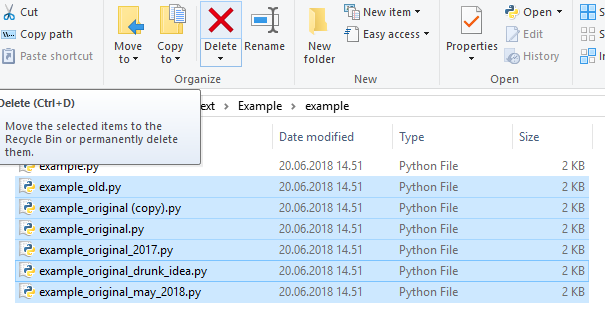 Cut
Copy path
Paste shortcut
Move to
Copy to
Delete
Rename
New folder
New item
Easy access
Properties
Open
Edit
History
Organize
New
Open
Delete (Ctrl+D)
Move the selected items to the
Recycle Bin or permanently delete
them.
Example
example
Date modified
Type
Size
example.py 20.06.2018 14.51 Python File 2 KB
example_old.py 20.06.2018 14.51 Python File 2 KB
example_original (copy).py 20.06.2018 14.51 Python File 2 KB
example_original.py 20.06.2018 14.51 Python File 2 KB
example_original_2017.py 20.06.2018 14.51 Python File 2 KB
example_original_drunk_idea.py 20.06.2018 14.51 Python File 2 KB
example_original_may_2018.py 20.06.2018 14.51 Python File 2 KB